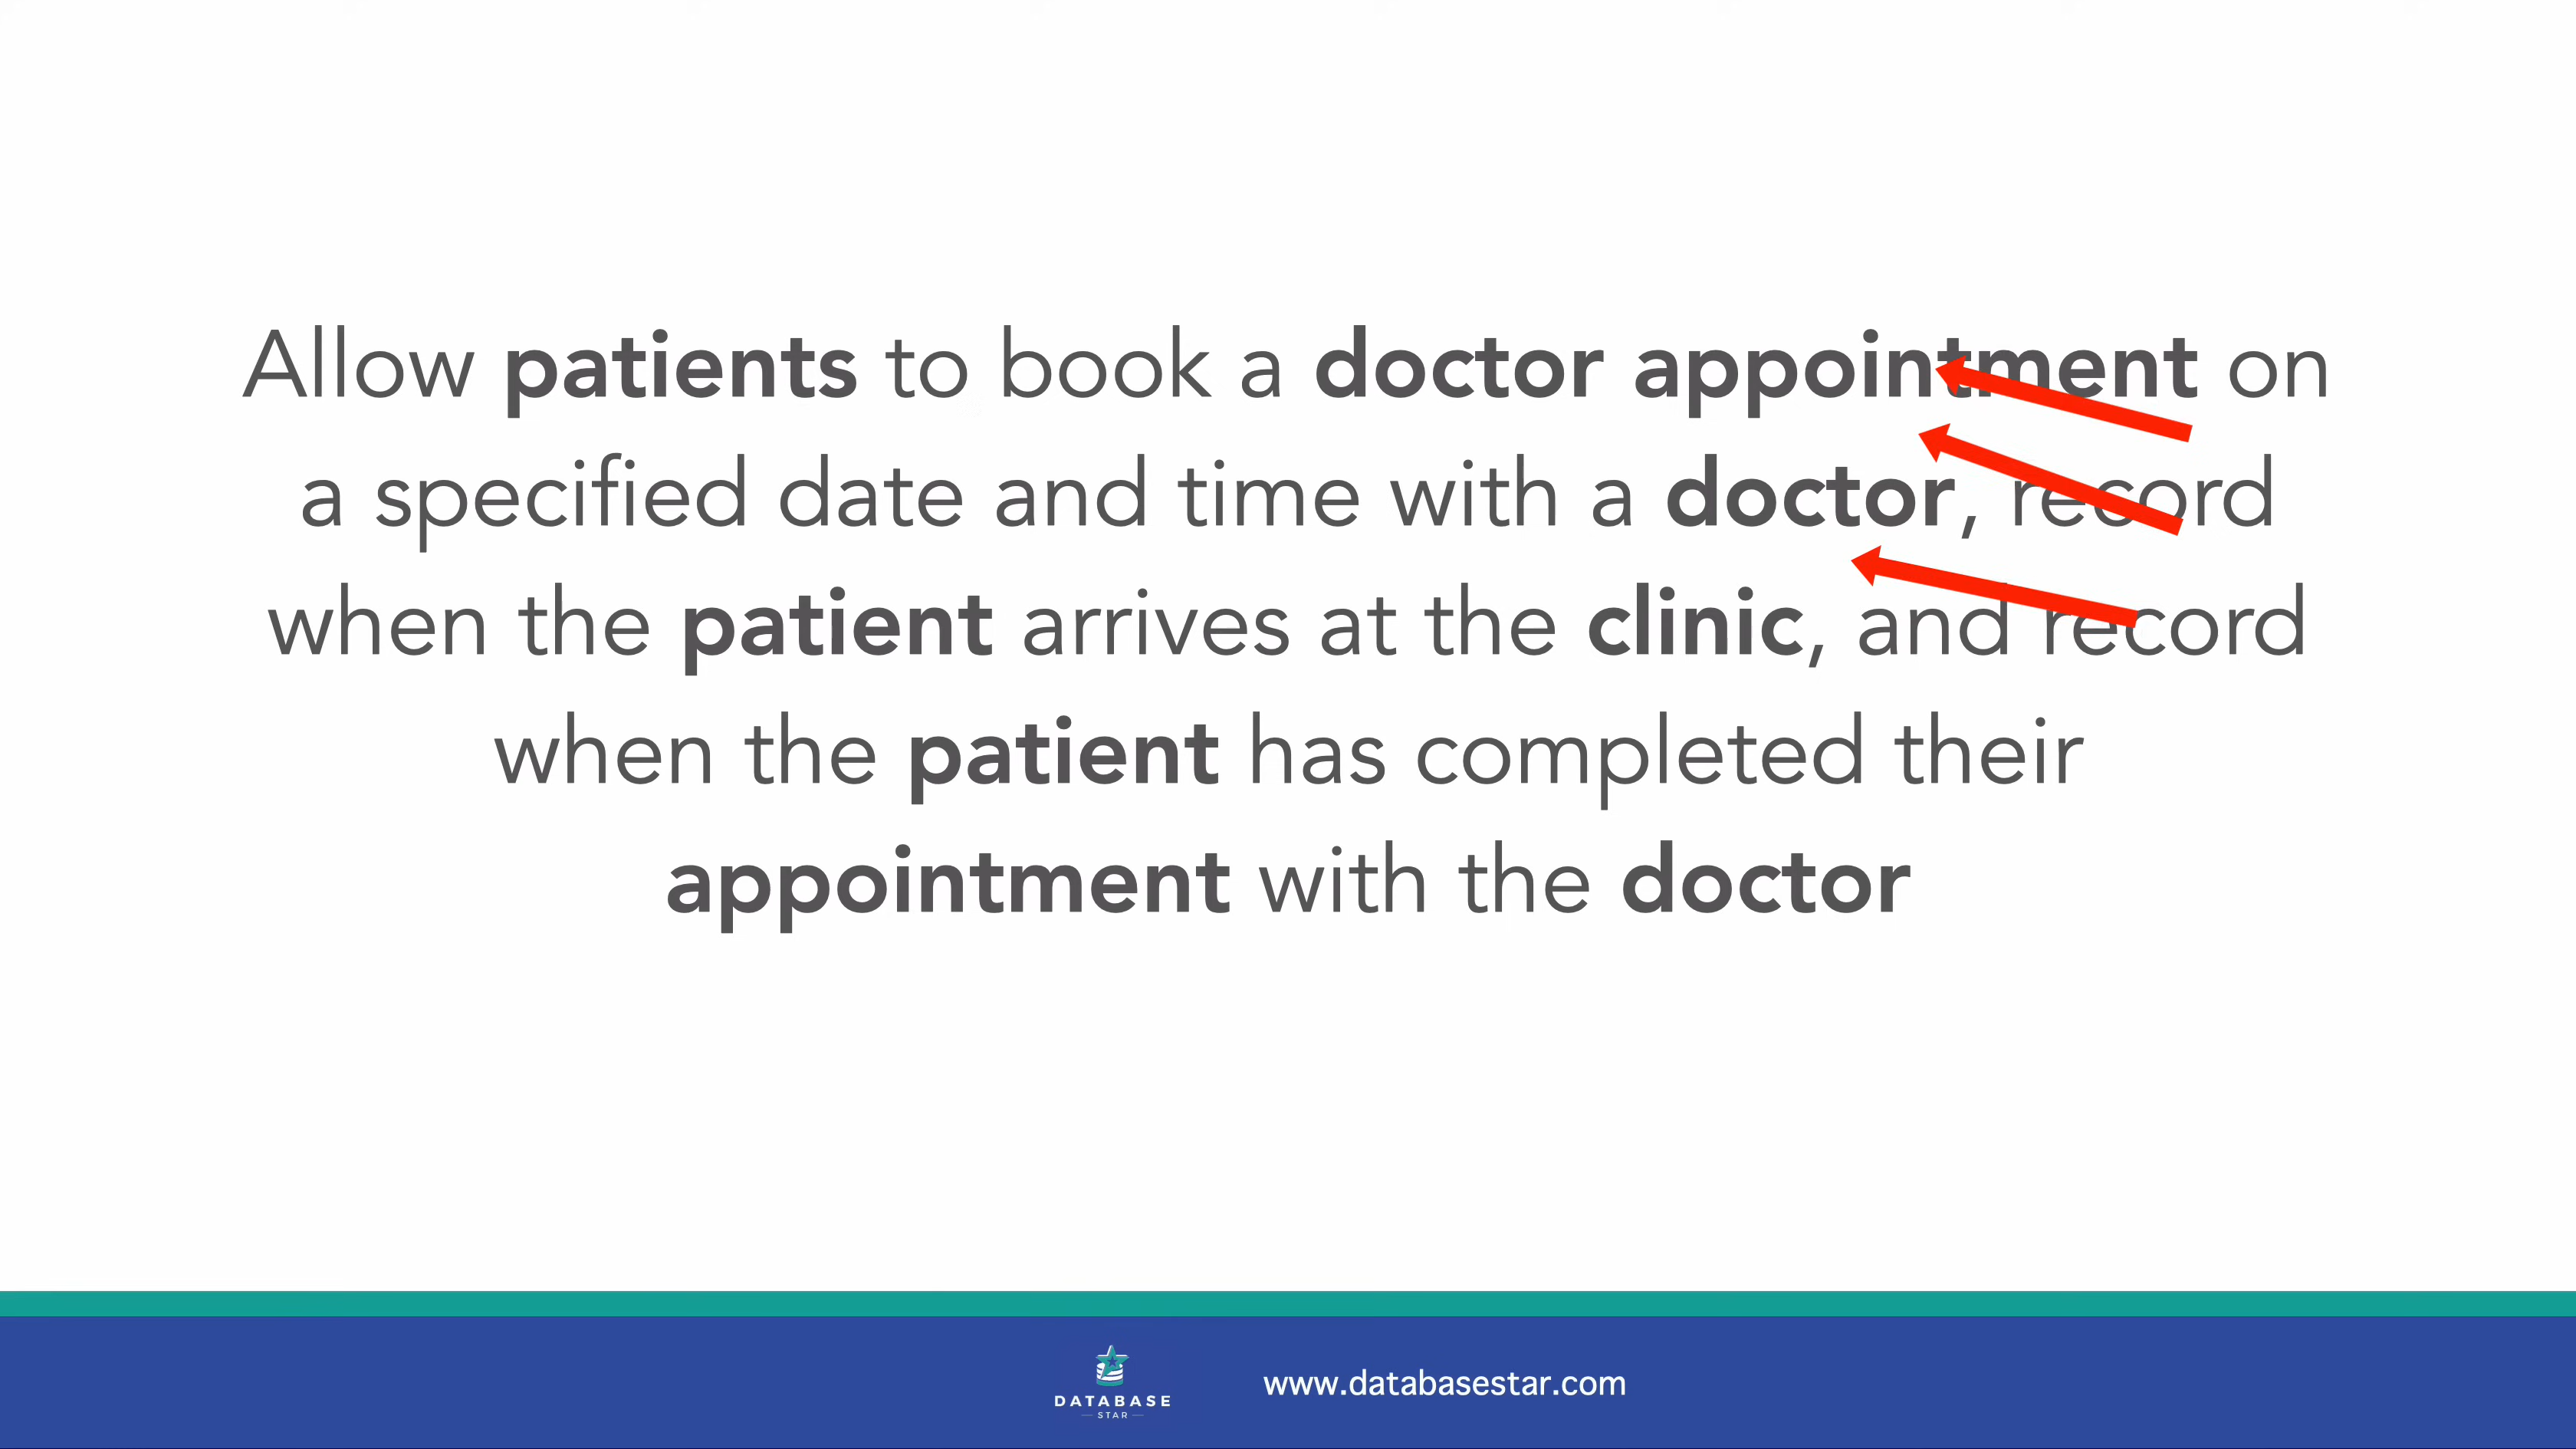 Allow patients to book a doctor appointment on
a specified date and time with a doctor, record
when the patient arrives at the clinic, and record
when the patient has completed their
appointment with the doctor
DATABASE
STAR
www.databasestar.com